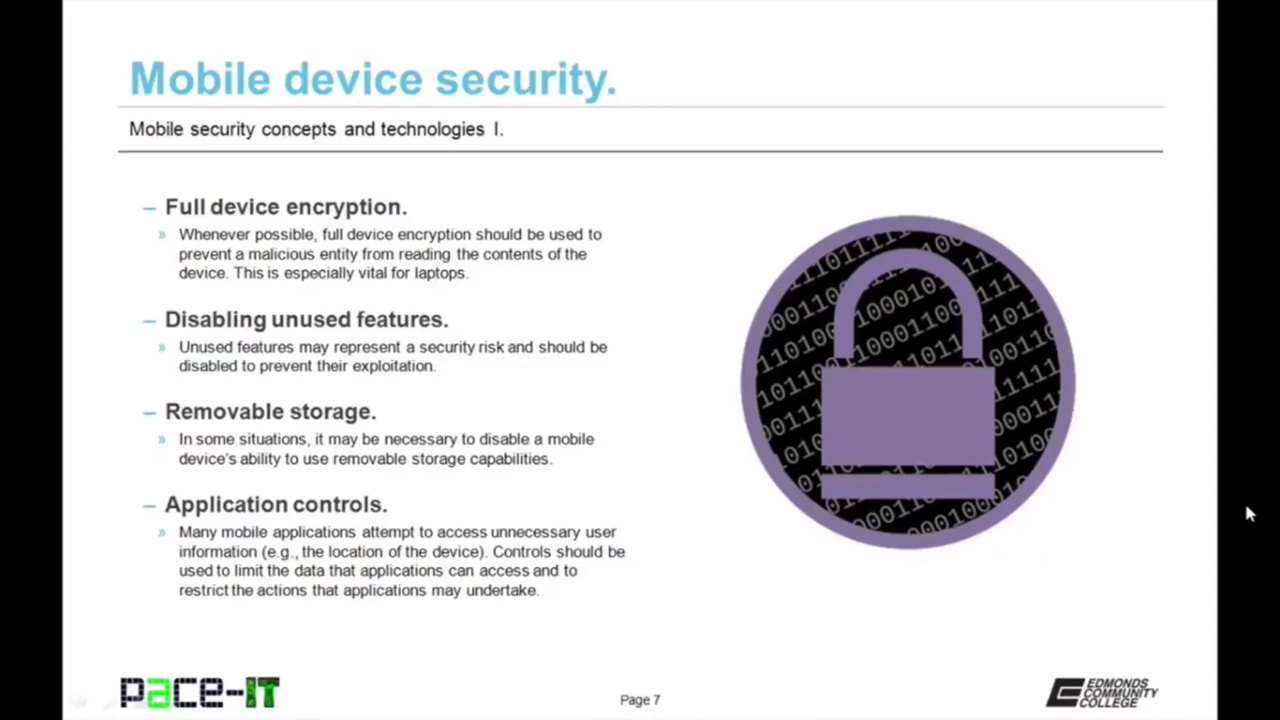 Mobile device security.
Mobile security concepts and technologies I.
– Full device encryption.
» Whenever possible, full device encryption should be used to
prevent a malicious entity from reading the contents of the
device. This is especially vital for laptops.
– Disabling unused features.
» Unused features may represent a security risk and should be
disabled to prevent their exploitation.
– Removable storage.
» In some situations, it may be necessary to disable a mobile
device's ability to use removable storage capabilities.
– Application controls.
» Many mobile applications attempt to access unnecessary user
information (e.g., the location of the device). Controls should be
used to limit the data that applications can access and to
restrict the actions that applications may undertake.
pace-IT
Page 7
EDMONDS
COMMUNITY
COLLEGE